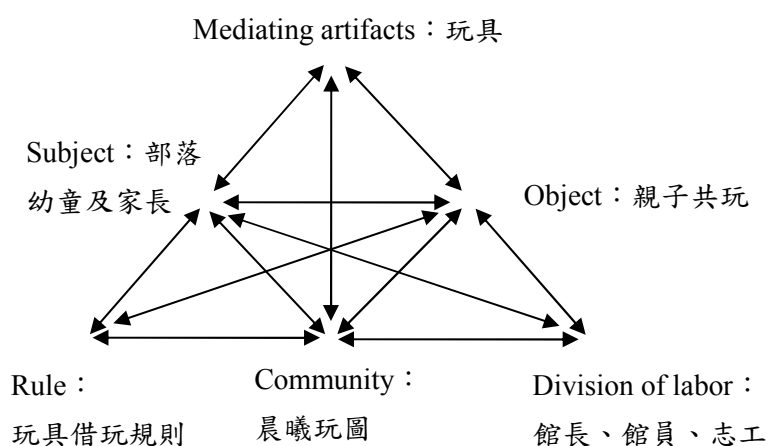 Mediating artifacts：玩具
Subject：部落
幼童及家長
Object：親子共玩
Rule：
玩具借玩規則
Community：
晨曦玩圖
Division of labor：
館長、館員、志工